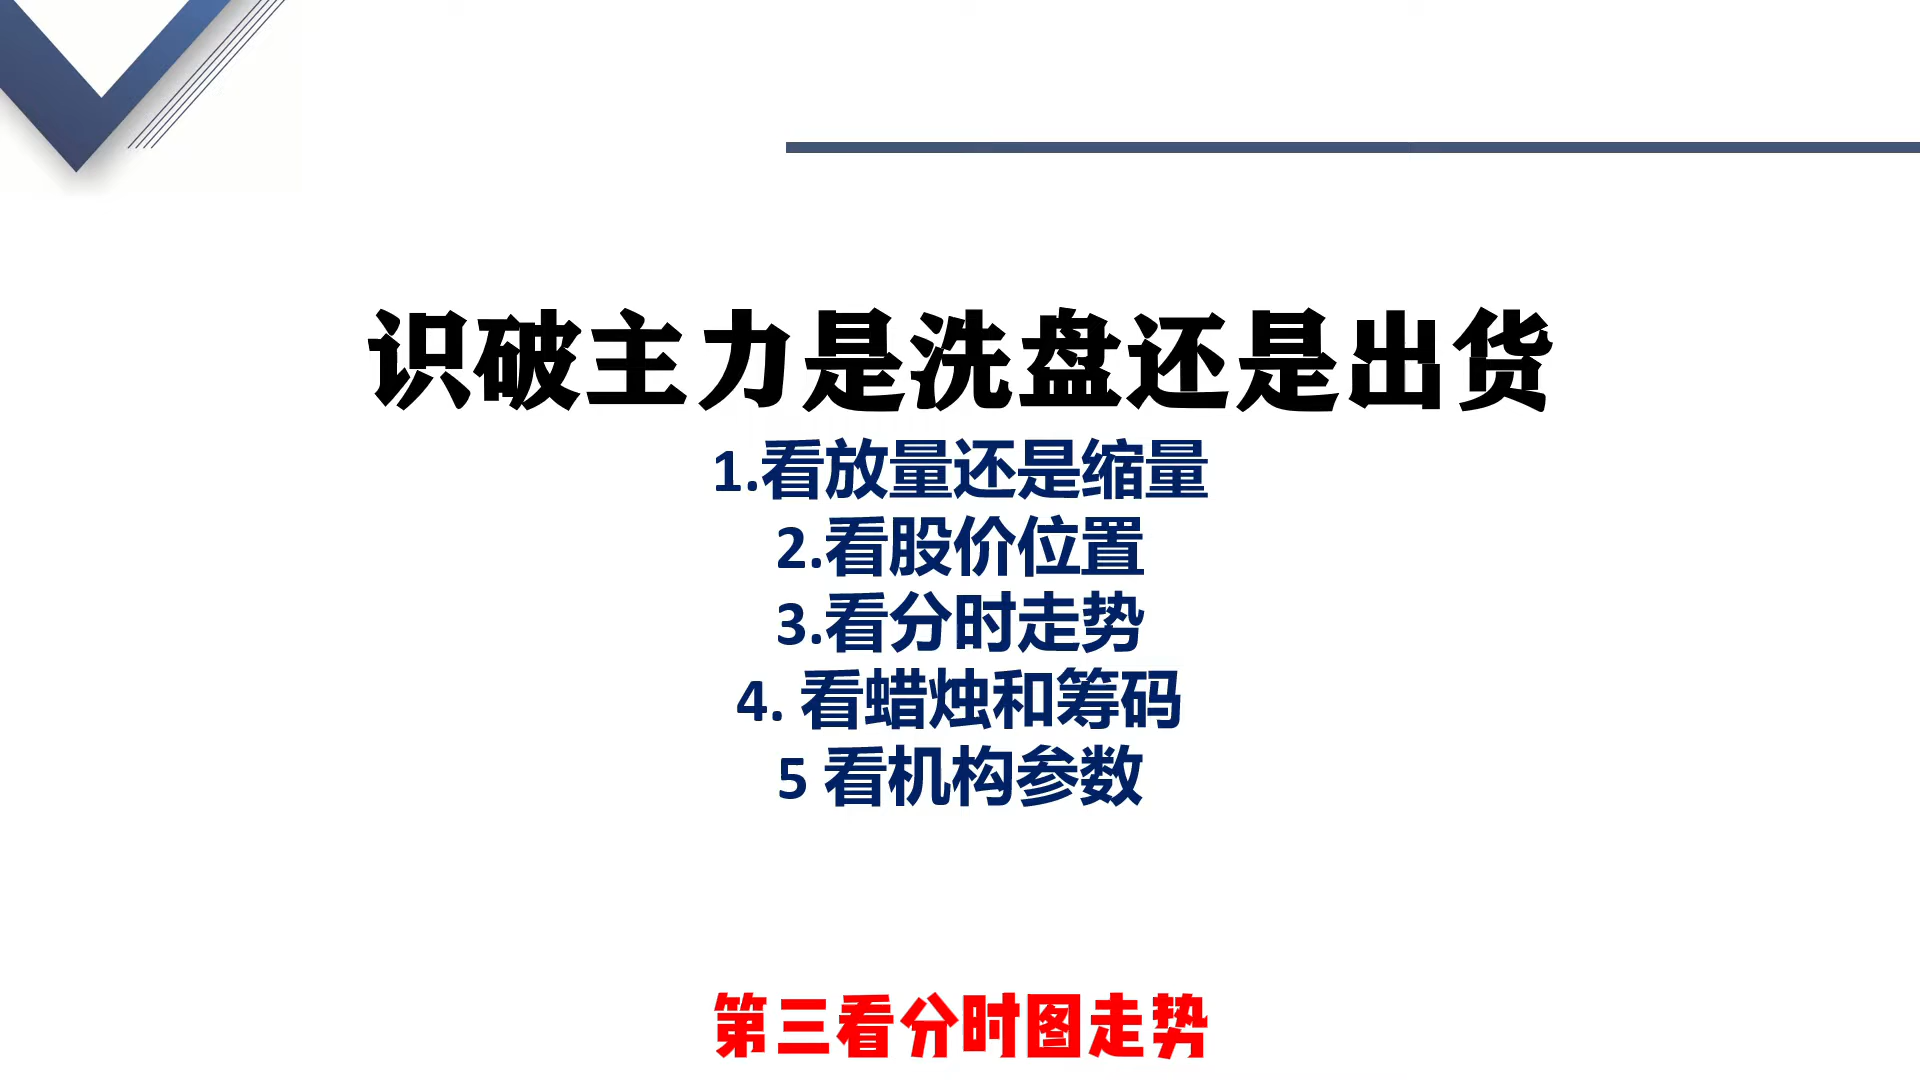 识破主力是洗盘还是出货
1.看放量还是缩量
2.看股价位置
3.看分时走势
4. 看蜡烛和筹码
5 看机构参数
第三看分时图走势